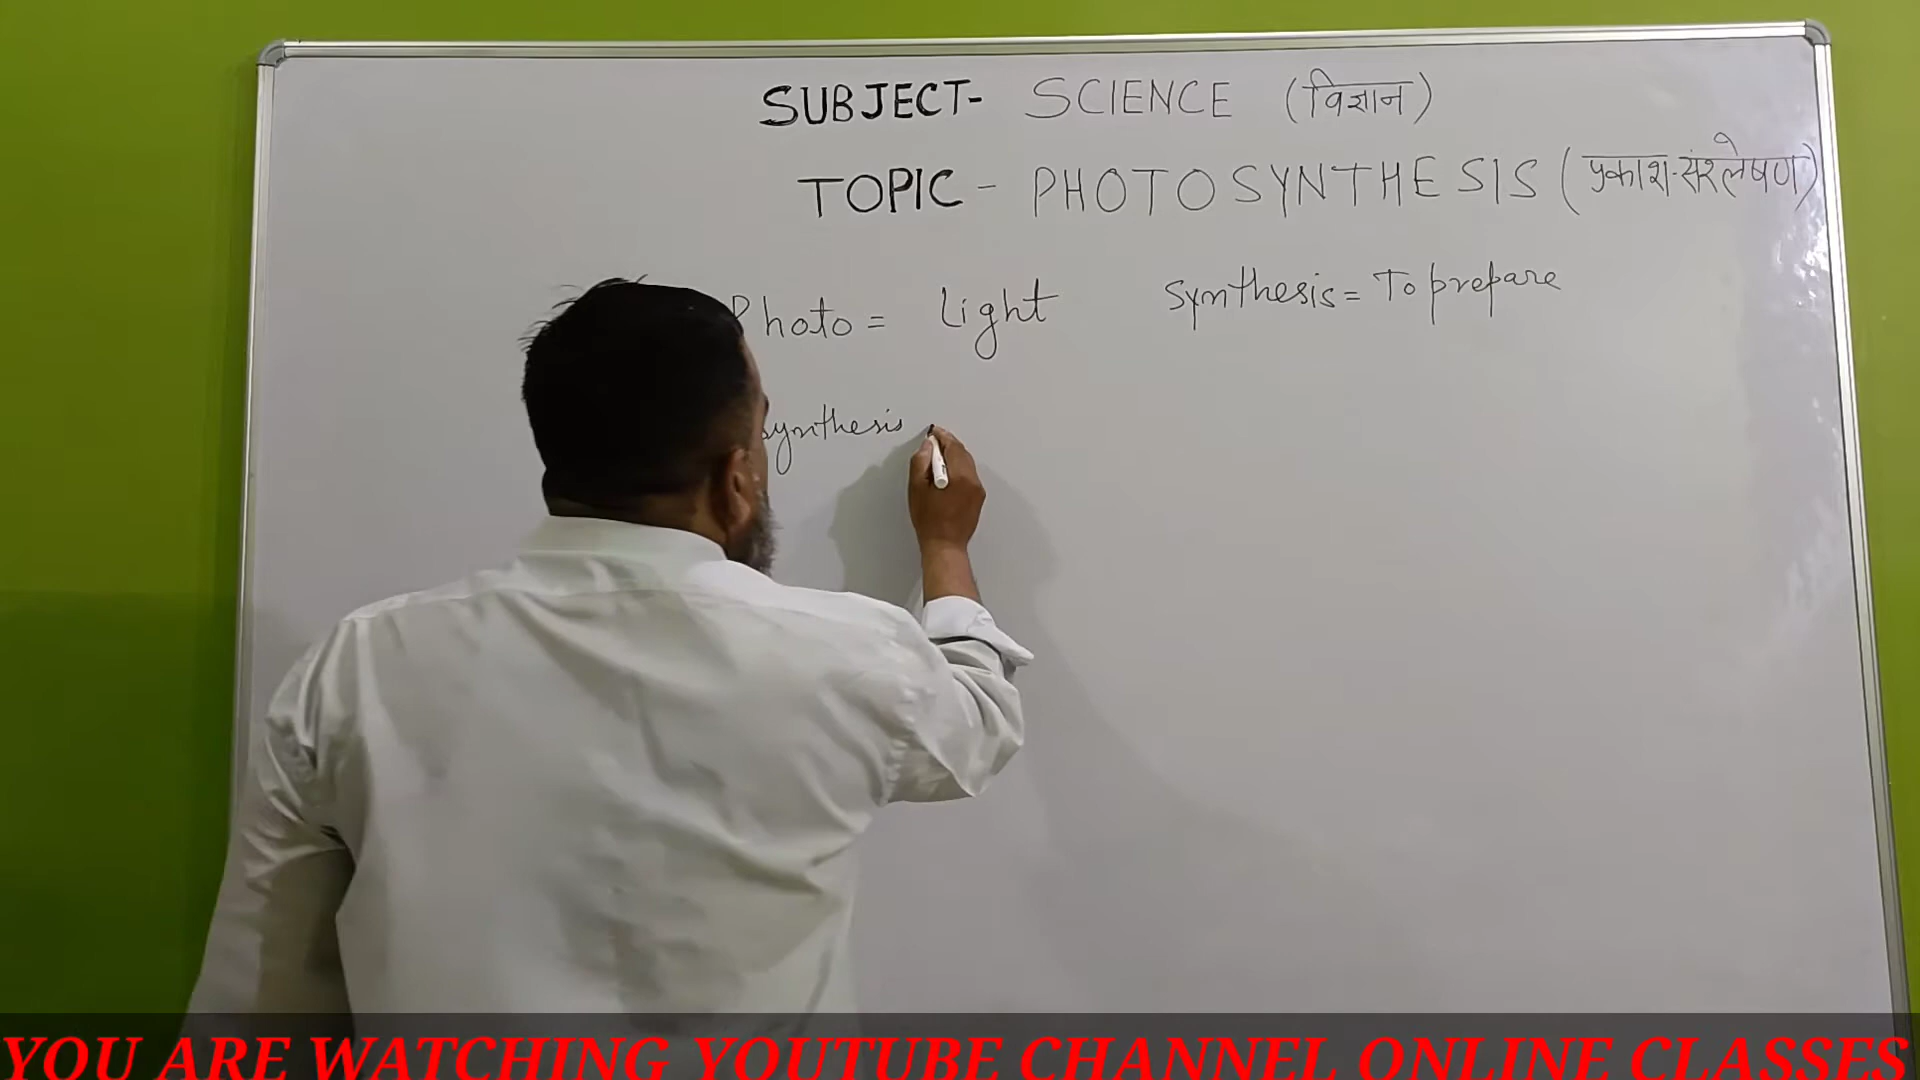 SUBJECT- SCIENCE (विज्ञान)
TOPIC - PHOTOSYNTHESIS (प्रकाश-संश्लेषण)
Photo = Light Synthesis = To prepare
synthesis
YOU ARE WATCHING YOUTUBE CHANNEL ONLINE CLASSES